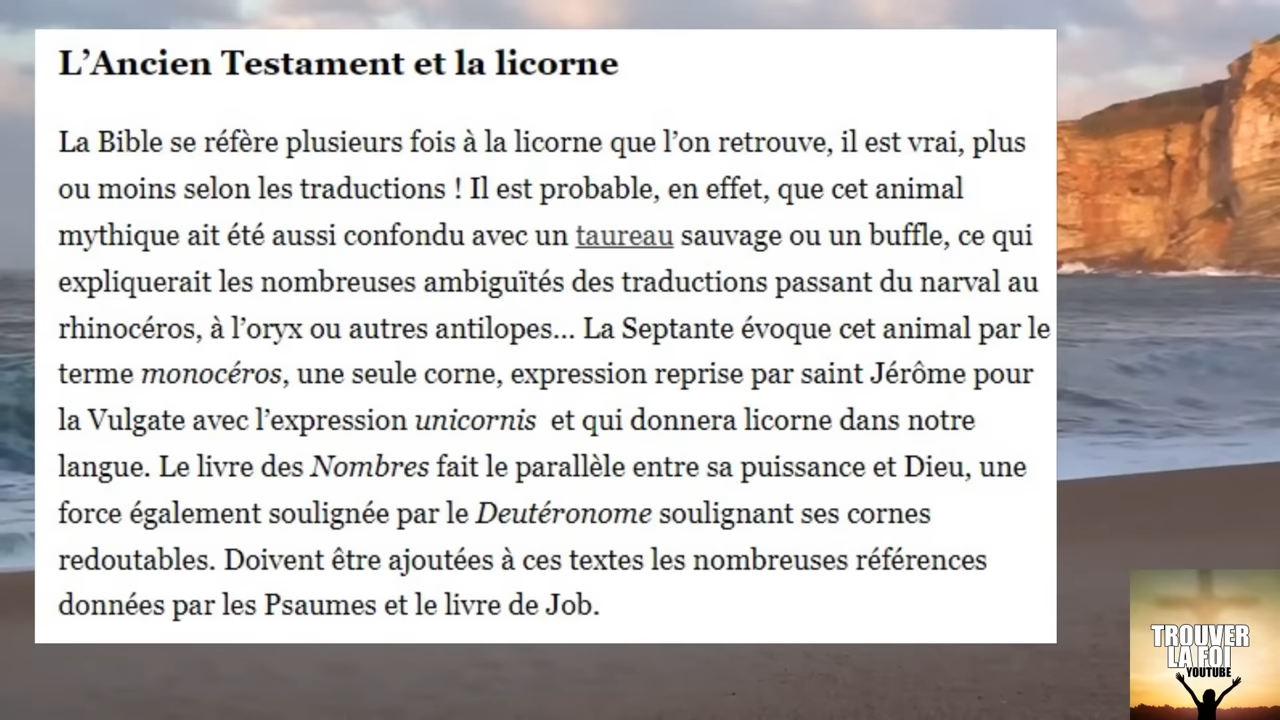 L’Ancien Testament et la licorne
La Bible se réfère plusieurs fois à la licorne que l’on retrouve, il est vrai, plus
ou moins selon les traductions ! Il est probable, en effet, que cet animal
mythique ait été aussi confondu avec un taureau sauvage ou un buffle, ce qui
expliquerait les nombreuses ambiguïtés des traductions passant du narval au
rhinocéros, à l’oryx ou autres antilopes... La Septante évoque cet animal par le
terme monocéros, une seule corne, expression reprise par saint Jérôme pour
la Vulgate avec l’expression unicornis et qui donnera licorne dans notre
langue. Le livre des Nombres fait le parallèle entre sa puissance et Dieu, une
force également soulignée par le Deutéronome soulignant ses cornes
redoutables. Doivent être ajoutées à ces textes les nombreuses références
données par les Psaumes et le livre de Job.
TROUVER
LA FOI
YOUTUBE